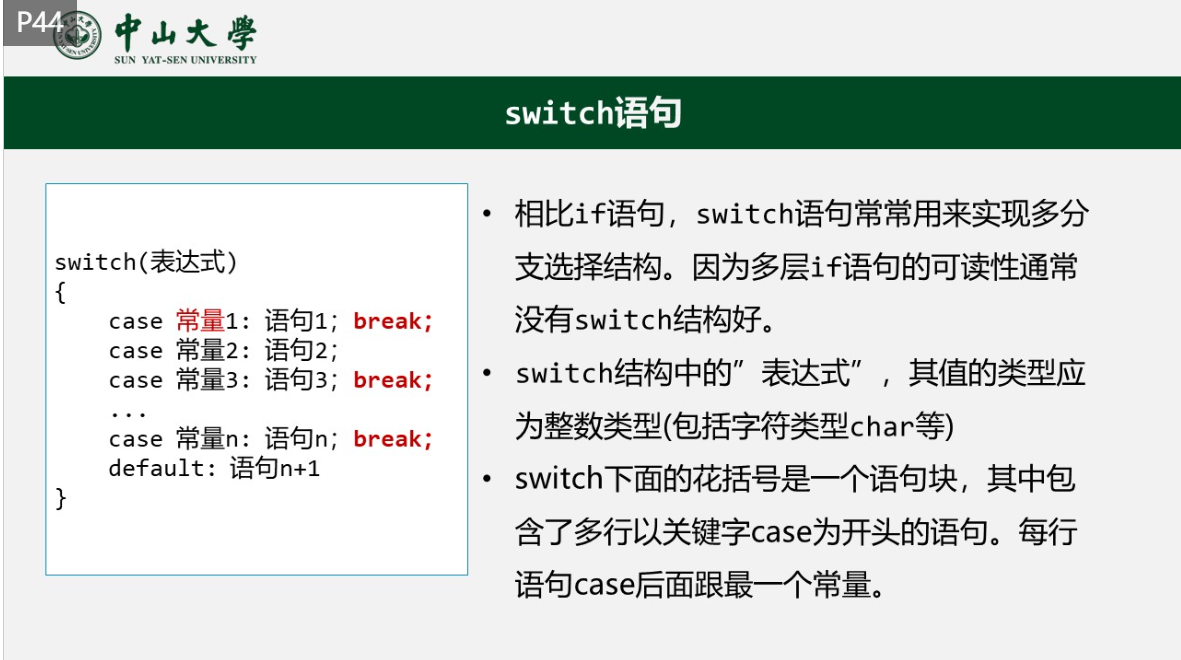 P44
中山大學
SUN YAT-SEN UNIVERSITY
switch语句
switch(表达式)
{
case 常量1: 语句1; break;
case 常量2: 语句2;
case 常量3: 语句3; break;
...
case 常量n: 语句n; break;
default: 语句n+1
}
• 相比if语句，switch语句常常用来实现多分
支选择结构。因为多层if语句的可读性通常
没有switch结构好。
• switch结构中的”表达式”，其值的类型应
为整数类型(包括字符类型char等)
• switch下面的花括号是一个语句块，其中包
含了多行以关键字case为开头的语句。每行
语句case后面跟最一个常量。